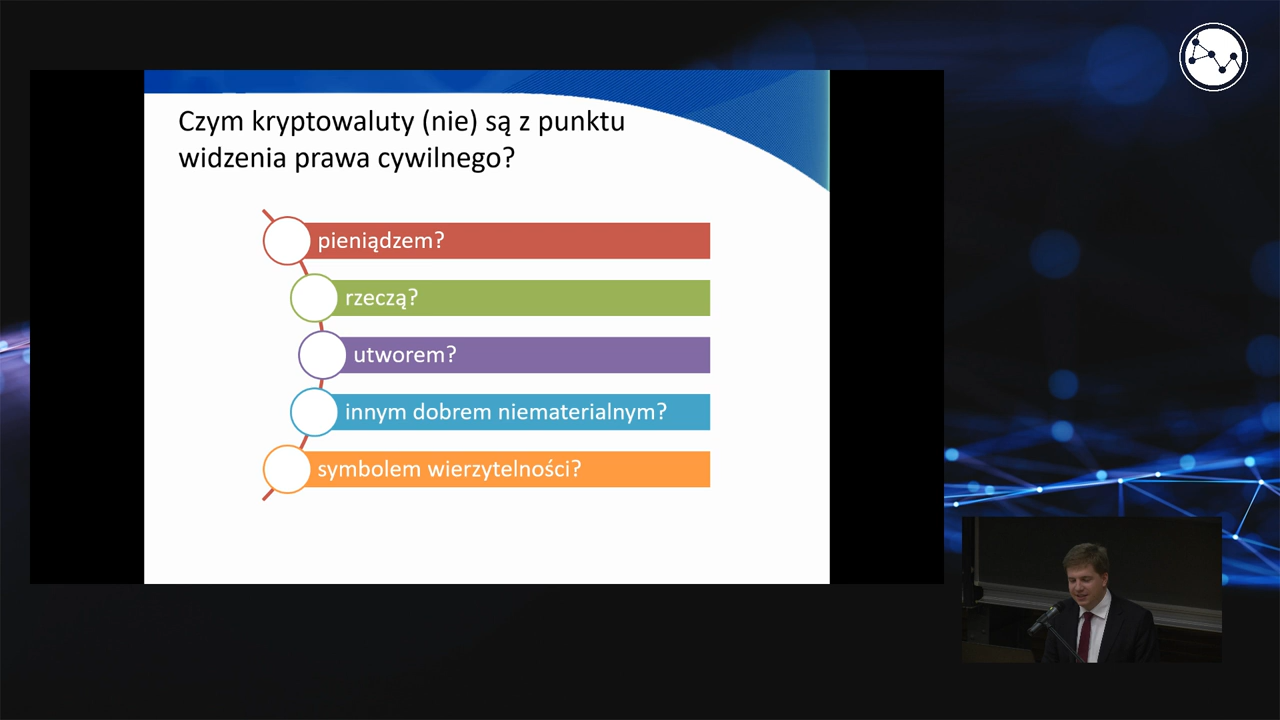 Czym kryptowaluty (nie) są z punktu
widzenia prawa cywilnego?
pieniądzem?
rzeczą?
utworem?
innym dobrem niematerialnym?
symbolem wierzytelności?